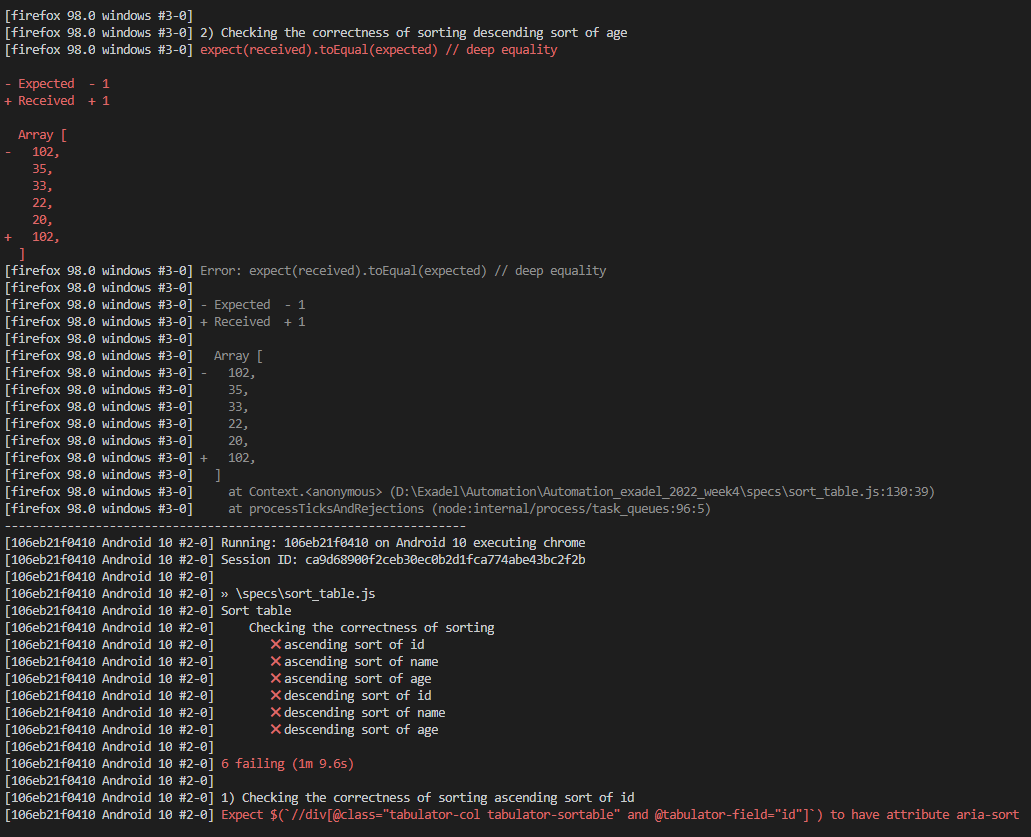 [firefox 98.0 windows #3-0]
[firefox 98.0 windows #3-0] 2) Checking the correctness of sorting descending sort of age
[firefox 98.0 windows #3-0] expect(received).toEqual(expected) // deep equality
- Expected  - 1
+ Received  + 1
  Array [
-   102,
    35,
    33,
    22,
    20,
+   102,
  ]
[firefox 98.0 windows #3-0] Error: expect(received).toEqual(expected) // deep equality
[firefox 98.0 windows #3-0]
[firefox 98.0 windows #3-0] - Expected  - 1
[firefox 98.0 windows #3-0] + Received  + 1
[firefox 98.0 windows #3-0]
[firefox 98.0 windows #3-0]   Array [
[firefox 98.0 windows #3-0] -   102,
[firefox 98.0 windows #3-0]     35,
[firefox 98.0 windows #3-0]     33,
[firefox 98.0 windows #3-0]     22,
[firefox 98.0 windows #3-0]     20,
[firefox 98.0 windows #3-0] +   102,
[firefox 98.0 windows #3-0]   ]
[firefox 98.0 windows #3-0]     at Context.<anonymous> (D:\Exadel\Automation\Automation_exadel_2022_week4\specs\sort_table.js:130:39)
[firefox 98.0 windows #3-0]     at processTicksAndRejections (node:internal/process/task_queues:96:5)
------------------------------------------------------------------
[106eb21f0410 Android 10 #2-0] Running: 106eb21f0410 on Android 10 executing chrome
[106eb21f0410 Android 10 #2-0] Session ID: ca9d68900f2ceb30ec0b2d1fca774abe43bc2f2b
[106eb21f0410 Android 10 #2-0]
[106eb21f0410 Android 10 #2-0] » \specs\sort_table.js
[106eb21f0410 Android 10 #2-0] Sort table
[106eb21f0410 Android 10 #2-0]     Checking the correctness of sorting
[106eb21f0410 Android 10 #2-0]        ❌ascending sort of id
[106eb21f0410 Android 10 #2-0]        ❌ascending sort of name
[106eb21f0410 Android 10 #2-0]        ❌ascending sort of age
[106eb21f0410 Android 10 #2-0]        ❌descending sort of id
[106eb21f0410 Android 10 #2-0]        ❌descending sort of name
[106eb21f0410 Android 10 #2-0]        ❌descending sort of age
[106eb21f0410 Android 10 #2-0]
[106eb21f0410 Android 10 #2-0] 6 failing (1m 9.6s)
[106eb21f0410 Android 10 #2-0]
[106eb21f0410 Android 10 #2-0] 1) Checking the correctness of sorting ascending sort of id
[106eb21f0410 Android 10 #2-0] Expect $(`//div[@class="tabulator-col tabulator-sortable" and @tabulator-field="id"]`) to have attribute aria-sort